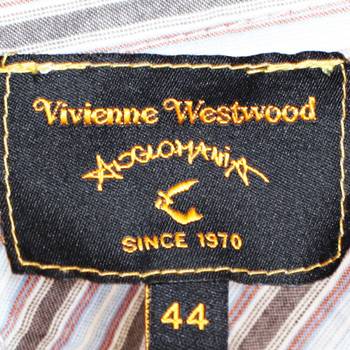 Vivienne Westwood
ANGLOMANIA
SINCE 1970
44